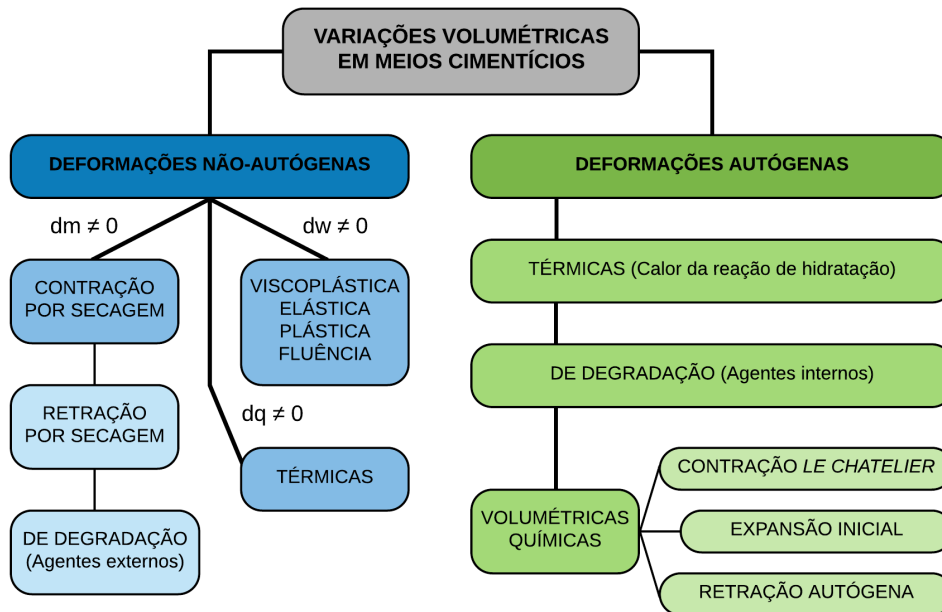 VARIAÇÕES VOLUMÉTRICAS
EM MEIOS CIMENTÍCIOS
DEFORMAÇÕES NÃO-AUTÓGENAS
dm ≠ 0
dw ≠ 0
CONTRAÇÃO
POR SECAGEM
VISCOPLÁSTICA
ELÁSTICA
PLÁSTICA
FLUÊNCIA
RETRAÇÃO
POR SECAGEM
dq ≠ 0
TÉRMICAS
DE DEGRADAÇÃO
(Agentes externos)
DEFORMAÇÕES AUTÓGENAS
TÉRMICAS (Calor da reação de hidratação)
DE DEGRADAÇÃO (Agentes internos)
VOLUMÉTRICAS
QUÍMICAS
CONTRAÇÃO LE CHATELIER
EXPANSÃO INICIAL
RETRAÇÃO AUTÓGENA